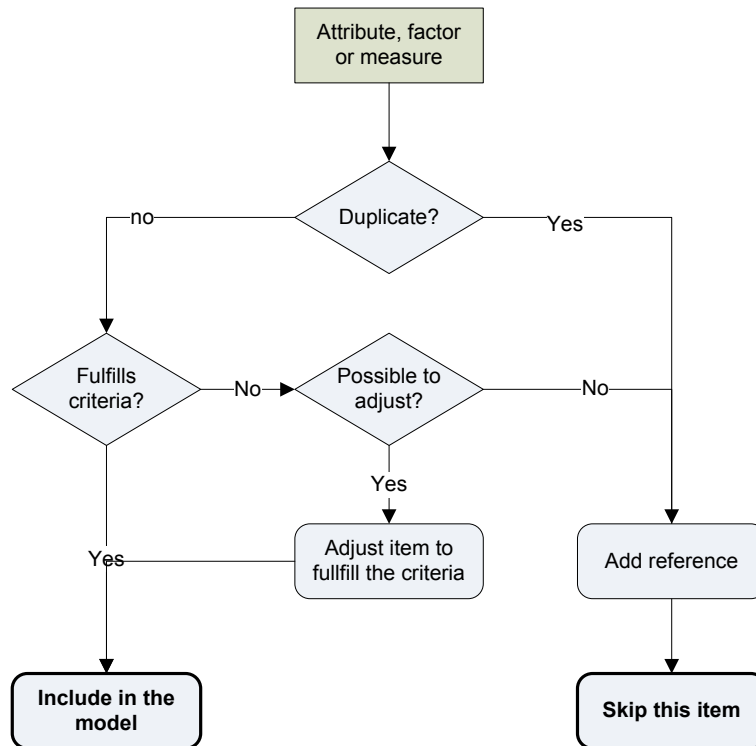 Attribute, factor
or measure
Duplicate?
no
Yes
Fulfills
criteria?
No
Possible to
adjust?
No
Yes
Yes
Adjust item to
fullfill the criteria
Add reference
Include in the
model
Skip this item